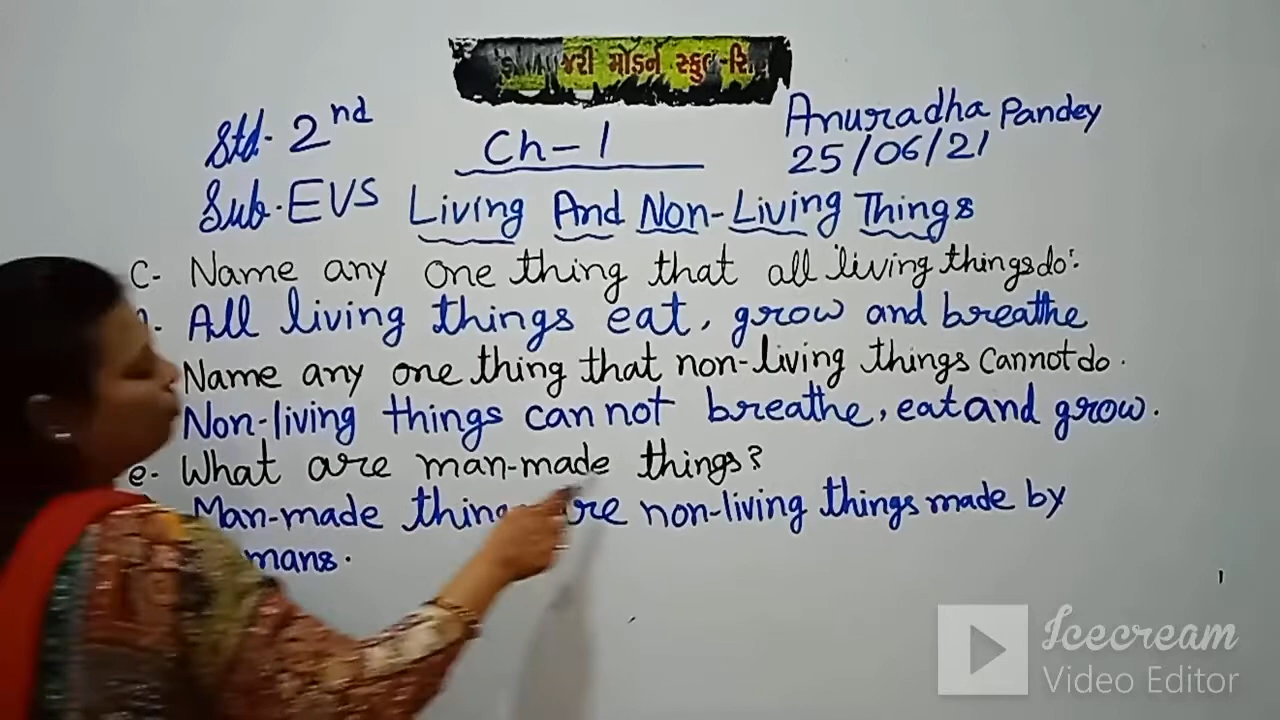 જરી મોડર્ન સ્કુલ
Std. 2nd
Ch-1
Anuradha Pandey
25/06/21
Sub. EVS
Living And Non-Living Things
C- Name any one thing that all living things do.
All living things eat, grow and breathe
Name any one thing that non-living things cannot do.
Non-living things can not breathe, eat and grow.
e- What are man-made things?
Man-made things are non-living things made by
mans.
Icecream
Video Editor